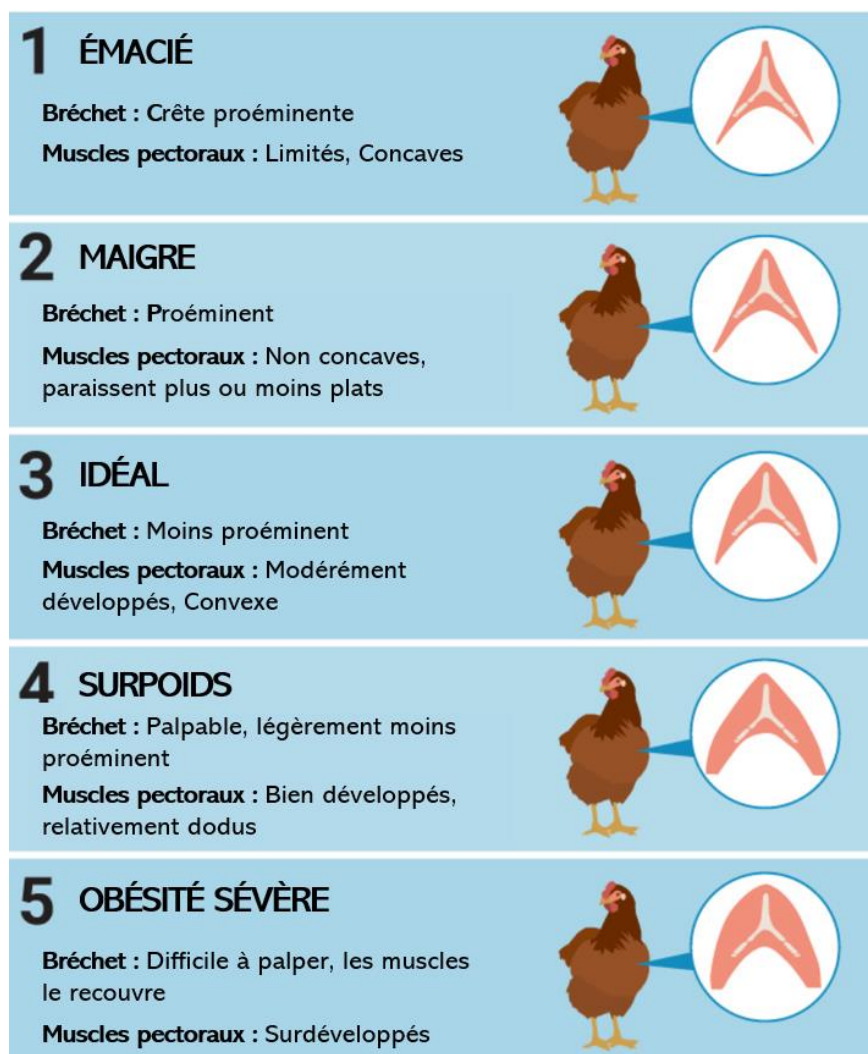 1 ÉMACIÉ
Bréchet : Crête proéminente
Muscles pectoraux : Limités, Concaves
2 MAIGRE
Bréchet : Proéminent
Muscles pectoraux : Non concaves,
paraissent plus ou moins plats
3 IDÉAL
Bréchet : Moins proéminent
Muscles pectoraux : Modérément
développés, Convexe
4 SURPOIDS
Bréchet : Palpable, légèrement moins
proéminent
Muscles pectoraux : Bien développés,
relativement dodus
5 OBÉSITÉ SÉVÈRE
Bréchet : Difficile à palper, les muscles
le recouvre
Muscles pectoraux : Surdéveloppés